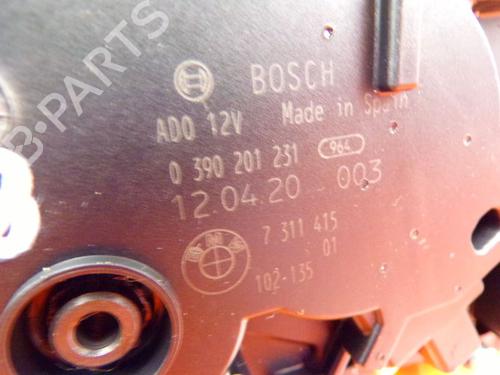 BOSCH
ADO 12V Made in Spain
0 390 201 231 964
12.04.20 003
BMW
7 311 415
01
102-135
B-PARTS